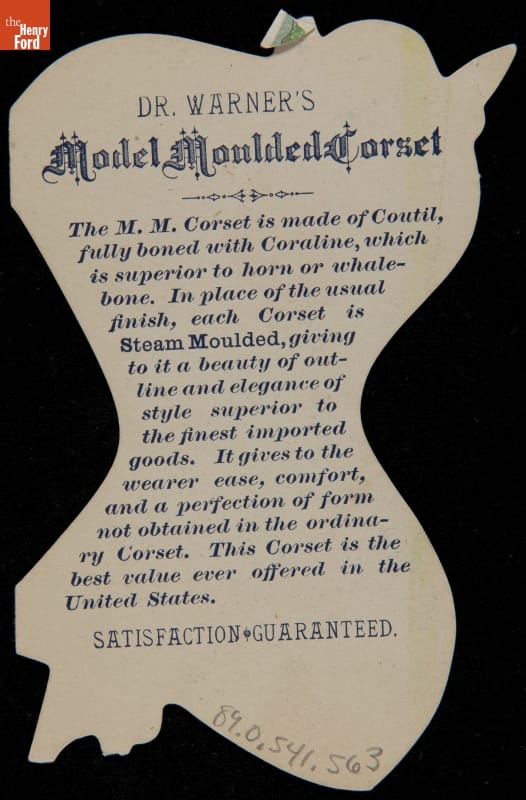 the
Henry
Ford
DR. WARNER'S
Model Moulded Corset
The M. M. Corset is made of Coutil,
fully boned with Coraline, which
is superior to horn or whale-
bone. In place of the usual
finish, each Corset is
Steam Moulded, giving
to it a beauty of out-
line and elegance of
style superior to
the finest imported
goods. It gives to the
wearer ease, comfort,
and a perfection of form
not obtained in the ordina-
ry Corset. This Corset is the
best value ever offered in the
United States.
SATISFACTION GUARANTEED.
89.0.541.563